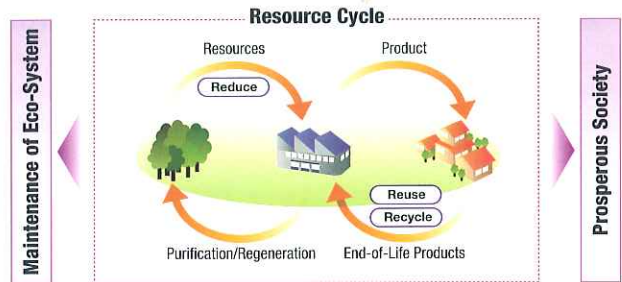 Resource Cycle
Maintenance of Eco-System
Resources
Reduce
Product
Prosperous Society
Reuse
Recycle
Purification/Regeneration
End-of-Life Products